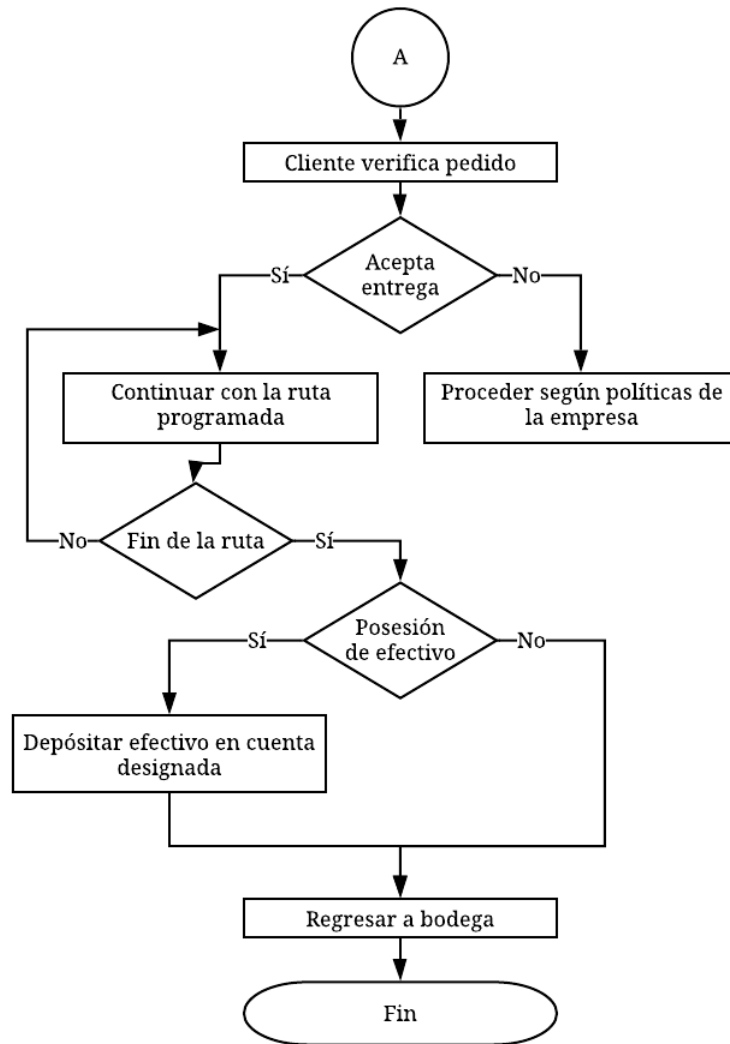 A
Cliente verifica pedido
Acepta
entrega
Sí
No
Continuar con la ruta
programada
Proceder según políticas de
la empresa
Fin de la ruta
No
Sí
Posesión
de efectivo
Sí
No
Depósitar efectivo en cuenta
designada
Regresar a bodega
Fin